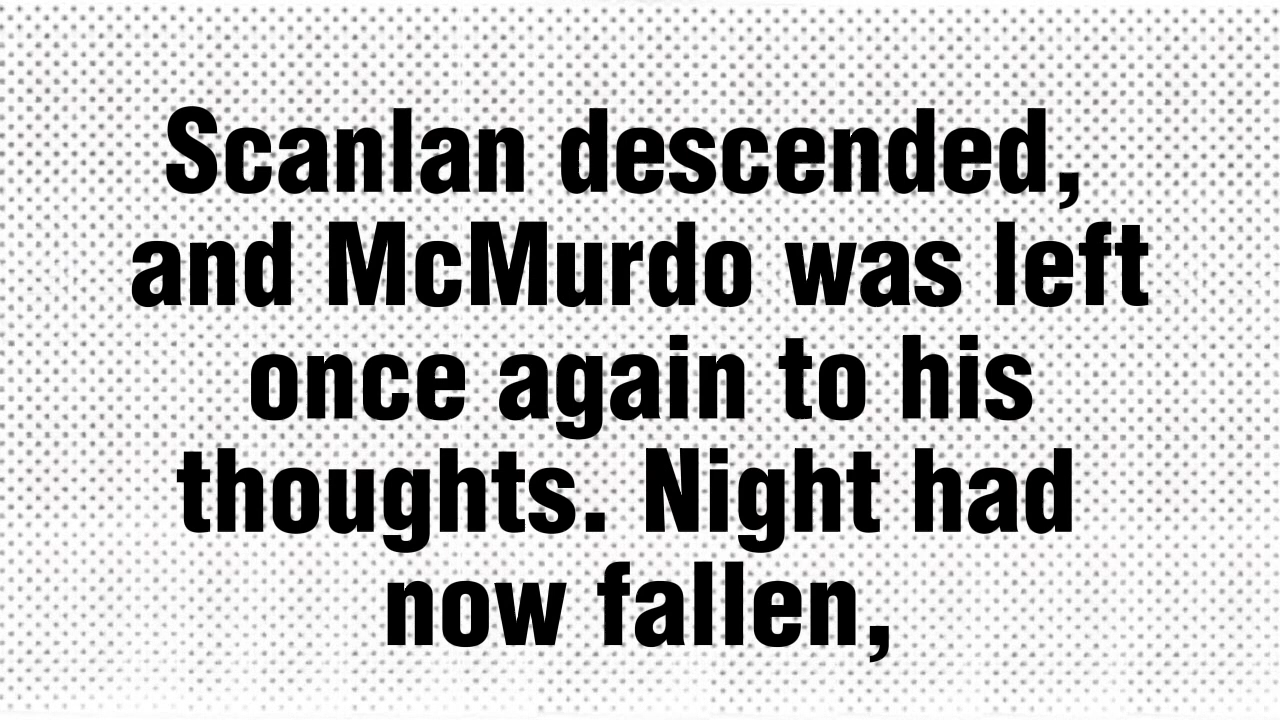 Scanlan descended,
and McMurdo was left
once again to his
thoughts. Night had
now fallen,